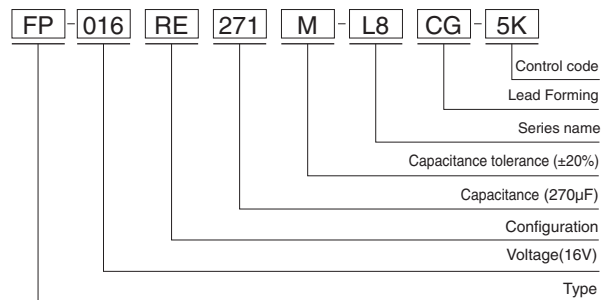 FP-016 RE 271 M-L8 CG-5K
Control code
Lead Forming
Series name
Capacitance tolerance (±20%)
Capacitance (270μF)
Configuration
Voltage(16V)
Type